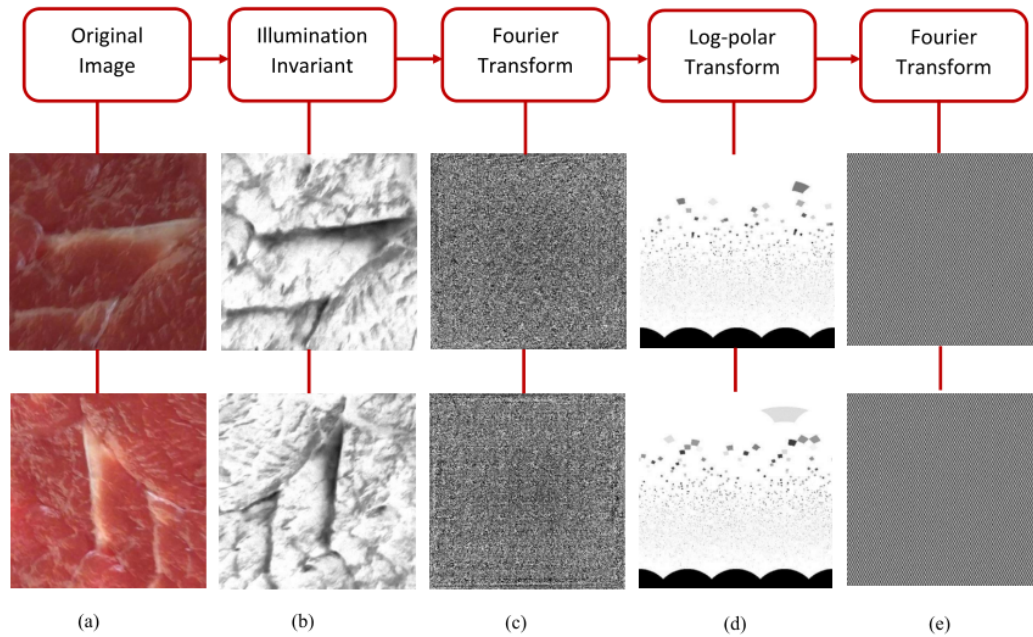 Original
Image
Illumination
Invariant
Fourier
Transform
Log-polar
Transform
Fourier
Transform
(a)
(b)
(c)
(d)
(e)